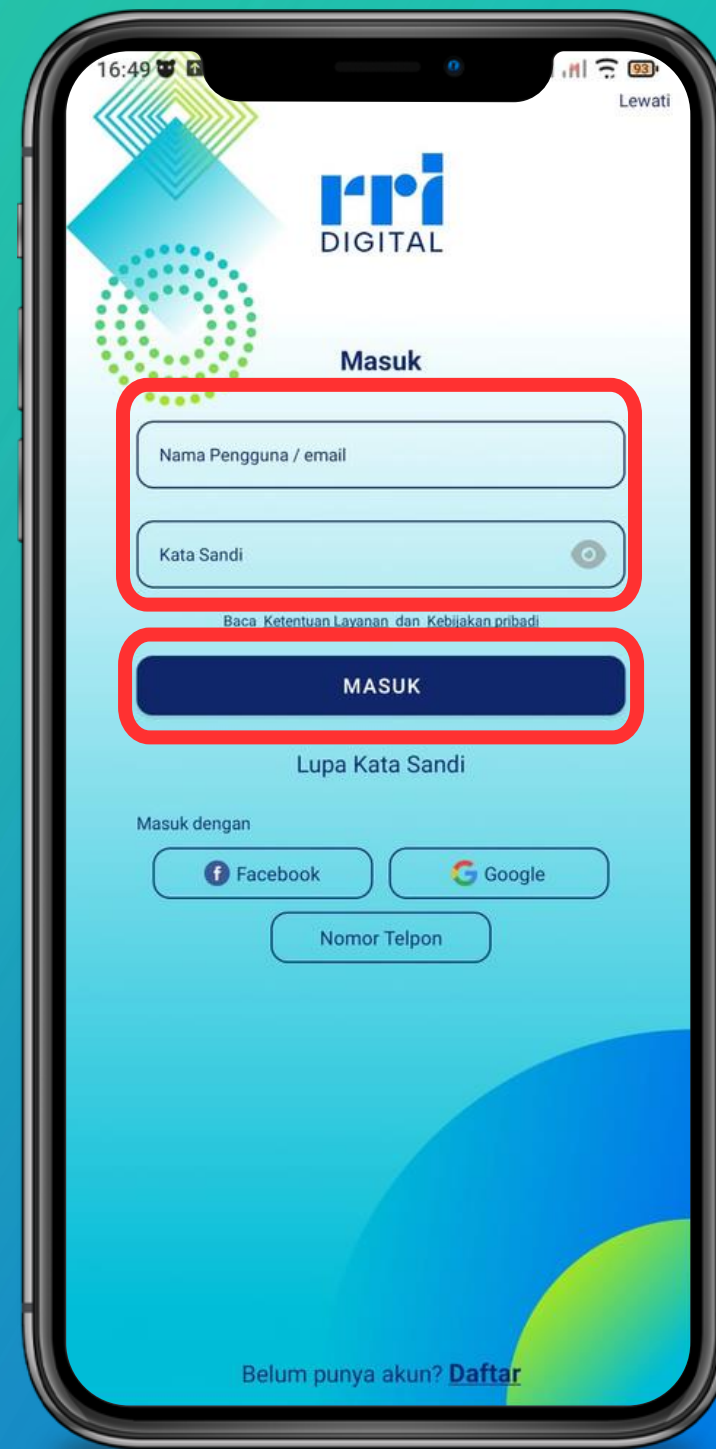 16:49
93
Lewati
rri
DIGITAL
Masuk
Nama Pengguna / email
Kata Sandi
Baca Ketentuan Layanan dan Kebijakan pribadi
MASUK
Lupa Kata Sandi
Masuk dengan
Facebook
Google
Nomor Telpon
Belum punya akun? Daftar